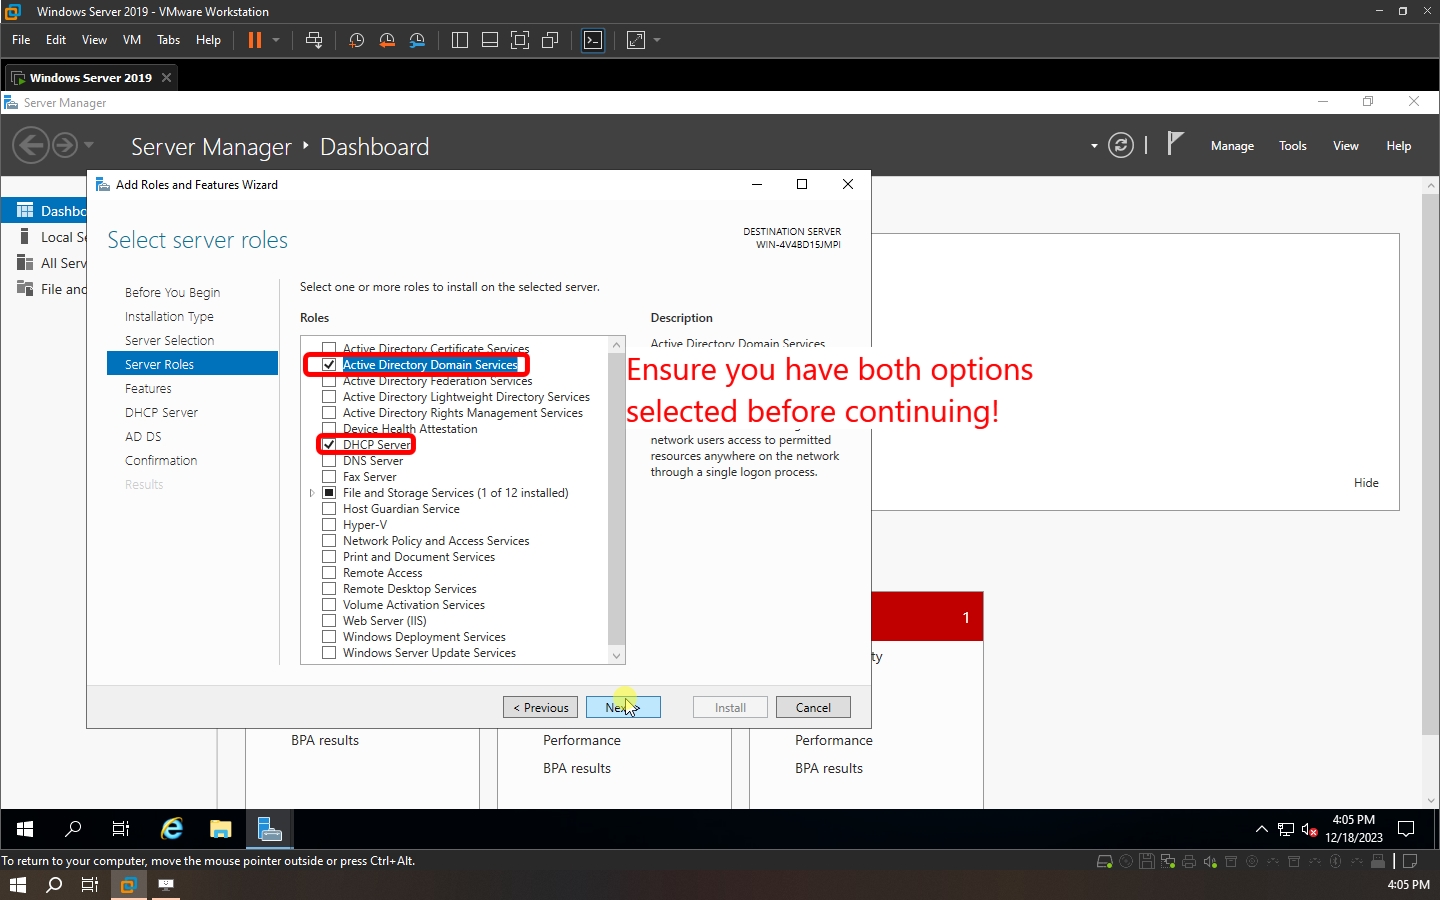 Windows Server 2019 - VMware Workstation
File Edit View VM Tabs Help
Windows Server 2019
Server Manager
Server Manager Dashboard
Manage Tools View Help
Add Roles and Features Wizard
Dashbo
Local Se
All Serv
File and
Select server roles
DESTINATION SERVER
WIN-4V4BD15JMPI
Before You Begin
Installation Type
Server Selection
Server Roles
Features
DHCP Server
AD DS
Confirmation
Results
Select one or more roles to install on the selected server.
Roles
Active Directory Certificate Services
Active Directory Domain Services
Active Directory Federation Services
Active Directory Lightweight Directory Services
Active Directory Rights Management Services
Device Health Attestation
DHCP Server
DNS Server
Fax Server
File and Storage Services (1 of 12 installed)
Host Guardian Service
Hyper-V
Network Policy and Access Services
Print and Document Services
Remote Access
Remote Desktop Services
Volume Activation Services
Web Server (IIS)
Windows Deployment Services
Windows Server Update Services
Description
Active Directory Domain Services
Ensure you have both options
selected before continuing!
network users access to permitted
resources anywhere on the network
through a single logon process.
Hide
1
ty
< Previous Next > Install Cancel
BPA results
Performance
BPA results
Performance
BPA results
4:05 PM
12/18/2023
To return to your computer, move the mouse pointer outside or press Ctrl+Alt.
4:05 PM